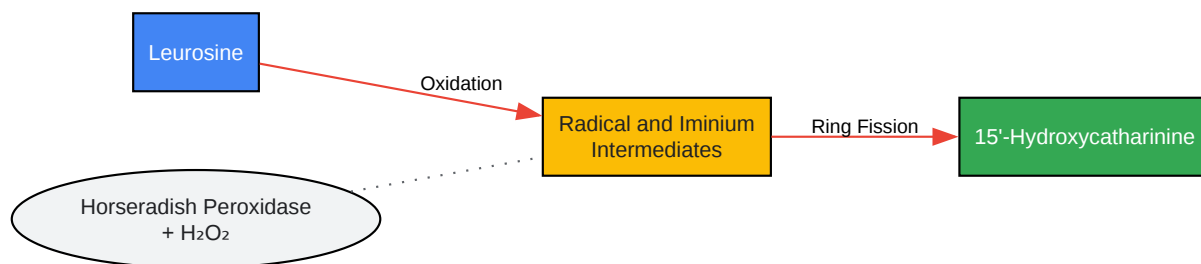 Leurosine
Oxidation
Radical and Iminium
Intermediates
Ring Fission
15'-Hydroxycatharinine
Horseradish Peroxidase
+ H₂O₂